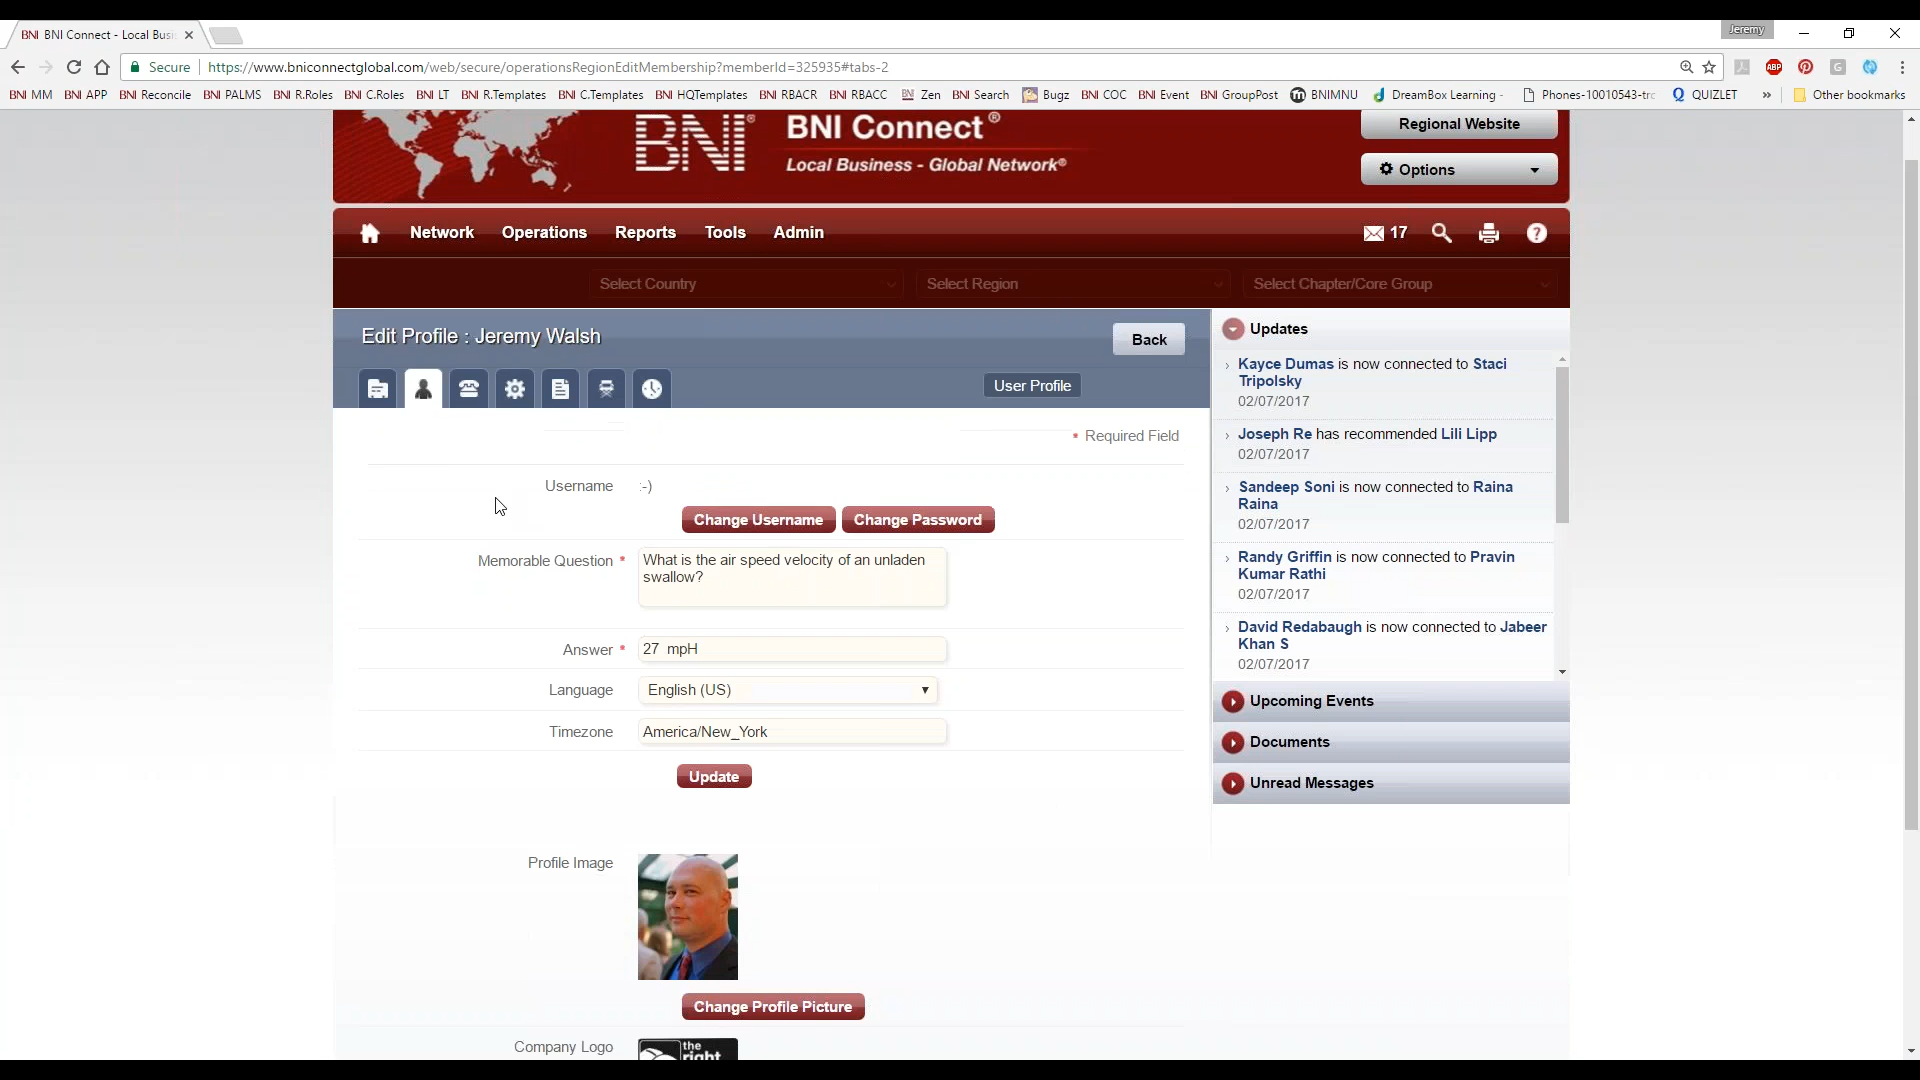 BNI BNI Connect - Local Busi
Jeremy
Secure https://www.bniconnectglobal.com/web/secure/operationsRegionEditMembership?memberId=325935#tabs-2
ABP
G
BNI MM BNI APP BNI Reconcile BNI PALMS BNI R.Roles BNI C.Roles BNI LT BNI R.Templates BNI C.Templates BNI HQTemplates BNI RBACR BNI RBACC BNI Zen BNI Search Bugz BNI COC BNI Event BNI GroupPost BNIMNU DreamBox Learning - Phones-10010543-trc QUIZLET » Other bookmarks
BNI® BNI Connect®
Local Business - Global Network®
Regional Website
Options
Network Operations Reports Tools Admin 17
Select Country Select Region Select Chapter/Core Group
Edit Profile : Jeremy Walsh
Back
User Profile
* Required Field
Username :-)
Change Username Change Password
Memorable Question * What is the air speed velocity of an unladen
swallow?
Answer * 27 mpH
Language English (US)
Timezone America/New_York
Update
Profile Image
Change Profile Picture
Company Logo
the
right
Updates
Kayce Dumas is now connected to Staci
Tripolsky
02/07/2017
Joseph Re has recommended Lili Lipp
02/07/2017
Sandeep Soni is now connected to Raina
Raina
02/07/2017
Randy Griffin is now connected to Pravin
Kumar Rathi
02/07/2017
David Redabaugh is now connected to Jabeer
Khan S
02/07/2017
Upcoming Events
Documents
Unread Messages